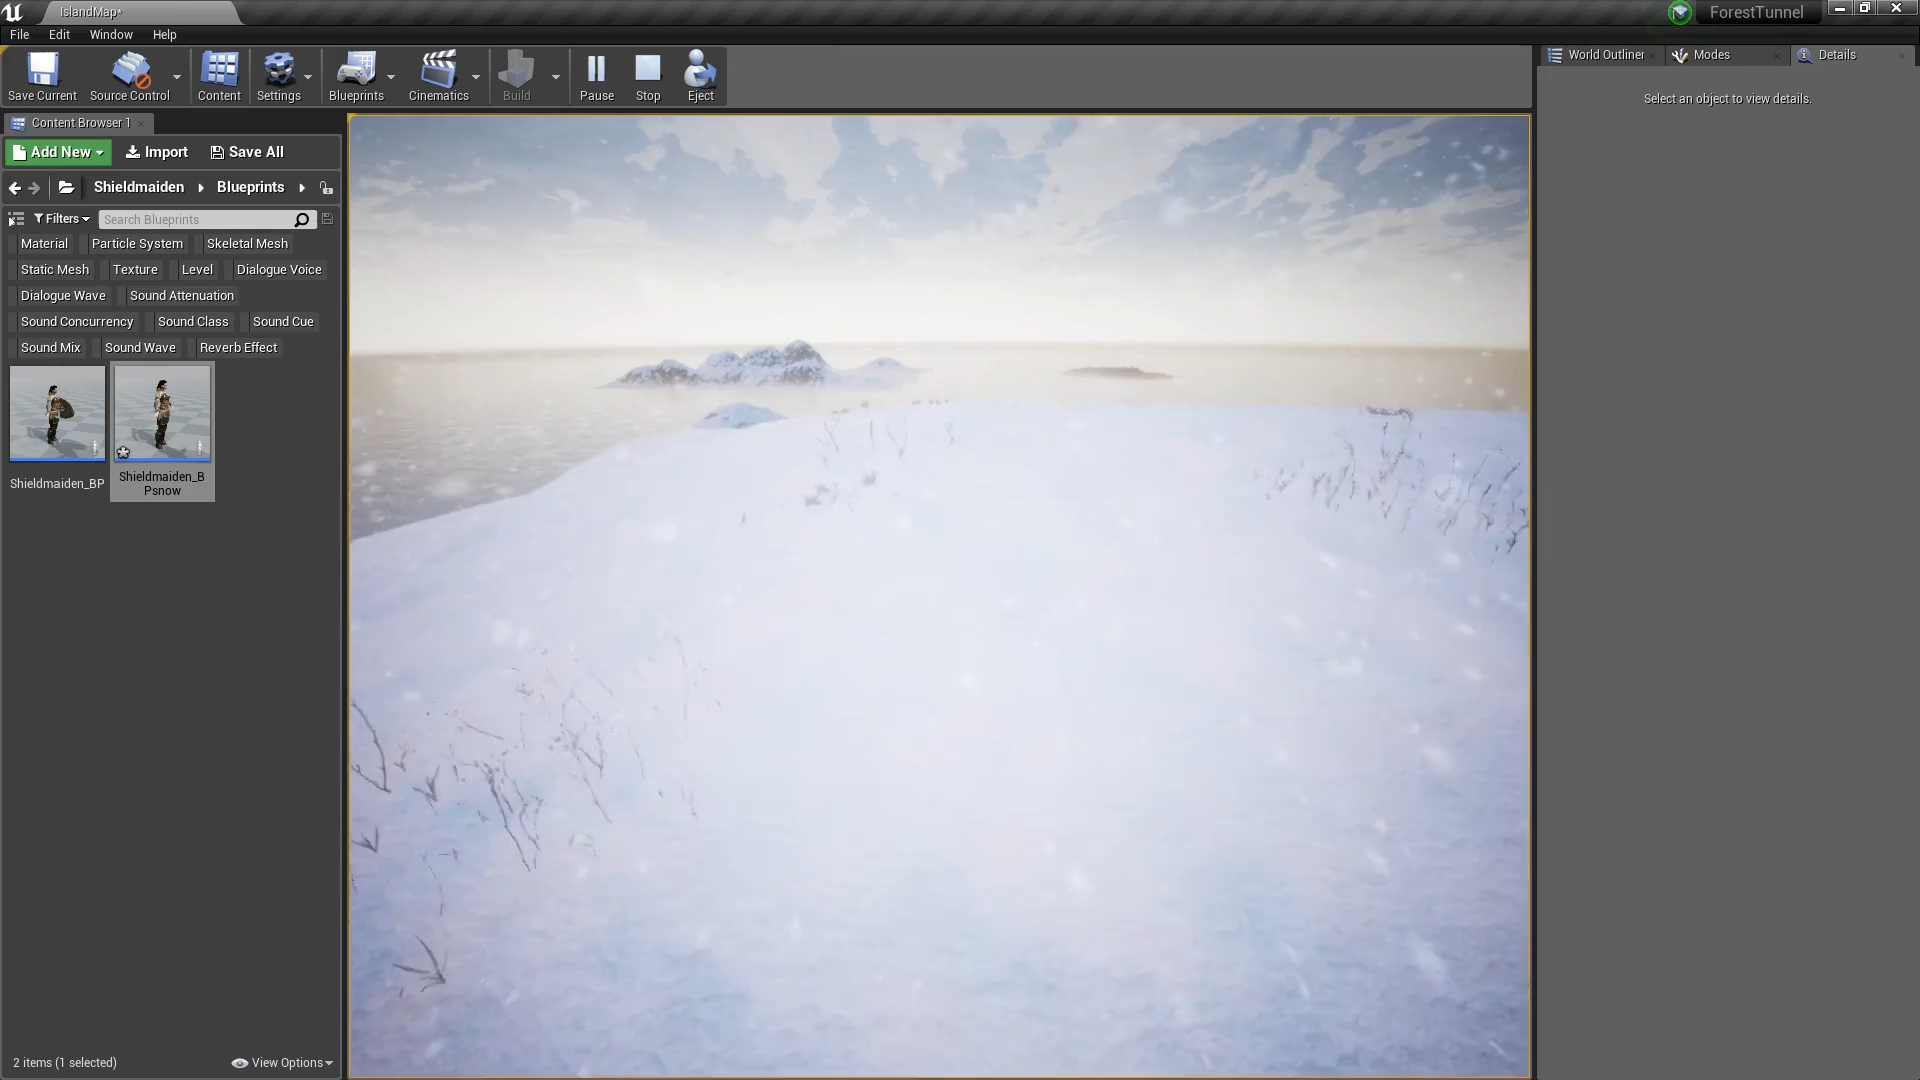 IslandMap*
ForestTunnel
File Edit Window Help
Save Current Source Control Content Settings Blueprints Cinematics Build Pause Stop Eject
World Outliner Modes Details
Select an object to view details.
Content Browser 1
Add New Import Save All
Shieldmaiden Blueprints
Filters Search Blueprints
Material Particle System Skeletal Mesh
Static Mesh Texture Level Dialogue Voice
Dialogue Wave Sound Attenuation
Sound Concurrency Sound Class Sound Cue
Sound Mix Sound Wave Reverb Effect
Shieldmaiden_BP
Shieldmaiden_B
Psnow
2 items (1 selected) View Options